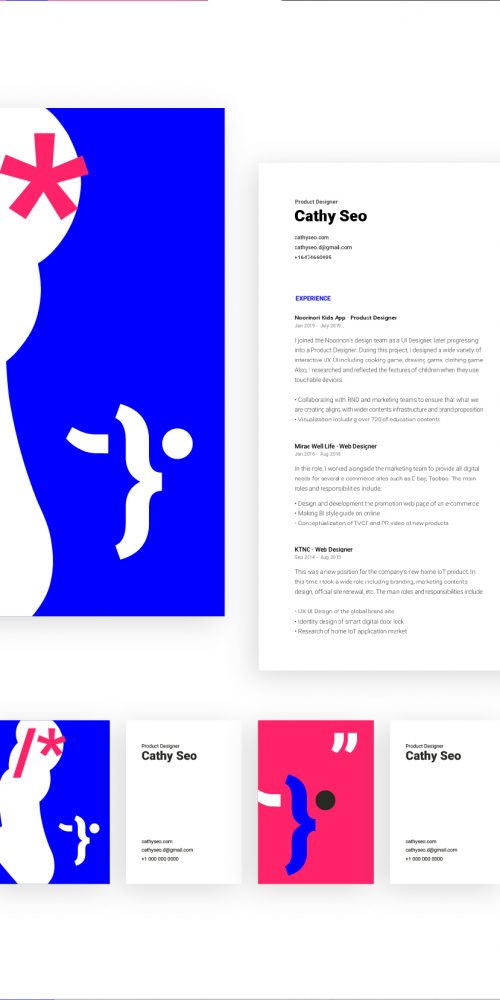 *
}
Product Designer
Cathy Seo
cathyseo.com
cathyseo.d@gmail.com
EXPERIENCE
Noorinori Kids App · Product Designer
Jan 2019 - July 2019
I joined the Noorinori's design team as a UI Designer, later progressing
into a Product Designer. During this project, I designed a wide variety of
interactive UX UI including cooking game, drawing game, clothing game
Also, I researched and reflected the features of children when they use
touchable devices.
• Collaborating with RND and marketing teams to ensure that what we
are creating aligns with wider contents infrastructure and brand proposition
• Visualization including over 720 of education contents
Mirae Well Life · Web Designer
Jan 2016 - Aug 2018
In this role, I worked alongside the marketing team to provide all digital
needs for several e-commerce sites such as E bay, Taobao. The main
roles and responsibilities include:
• Design and development the promotion web page of an e-commerce
• Making BI style guide on online
• Conceptualization of TVCF and PR video of new products
KTNC · Web Designer
Sep 2014 - Aug 2015
This was a new position for the company's new home IoT product. In
this time I took a wide role including branding, marketing contents
design, official site renewal, etc. The main roles and responsibilities include
• UX UI Design of the global brand site
• Identity design of smart digital door lock
• Research of home IoT application market
/*
}
Product Designer
Cathy Seo
cathyseo.com
cathyseo.d@gmail.com
+1 000 000 0000
”
}
Product Designer
Cathy Seo
cathyseo.com
cathyseo.d@gmail.com
+1 000 000 0000